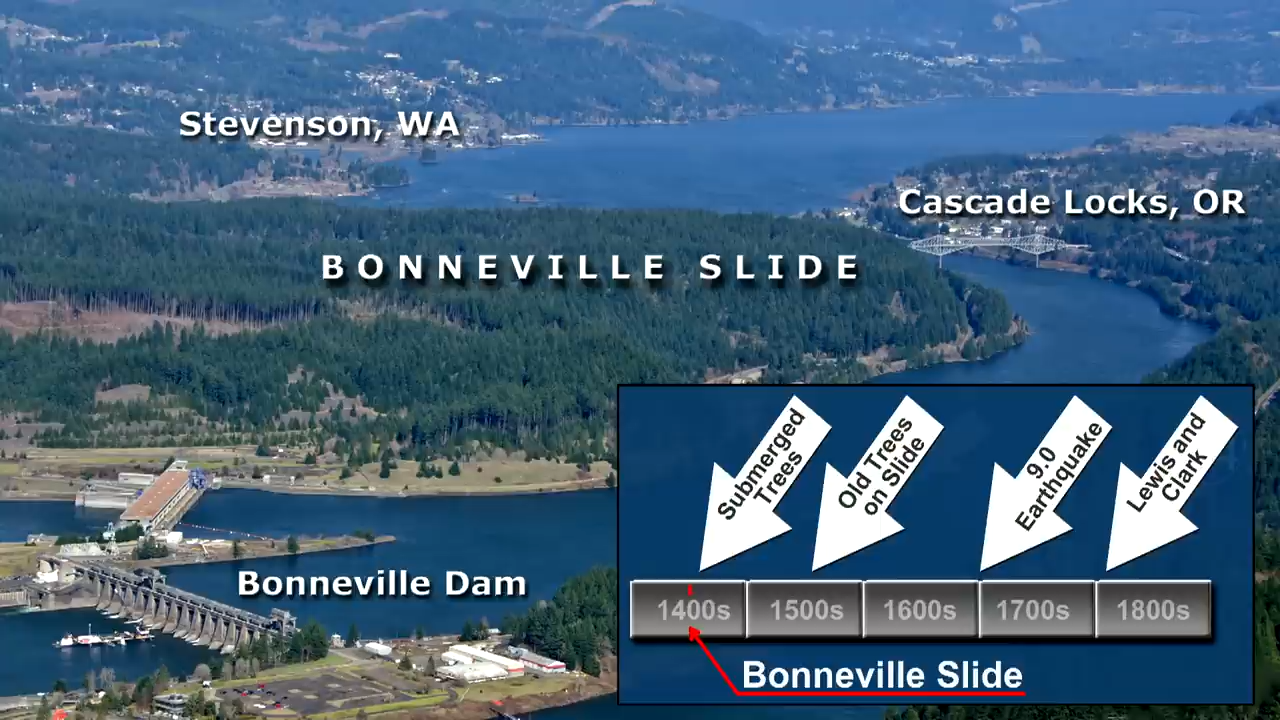 Stevenson, WA
Cascade Locks, OR
BONNEVILLE SLIDE
Bonneville Dam
Submerged
Trees
Old Trees
on Slide
9.0
Earthquake
Lewis and
Clark
1400s 1500s 1600s 1700s 1800s
Bonneville Slide